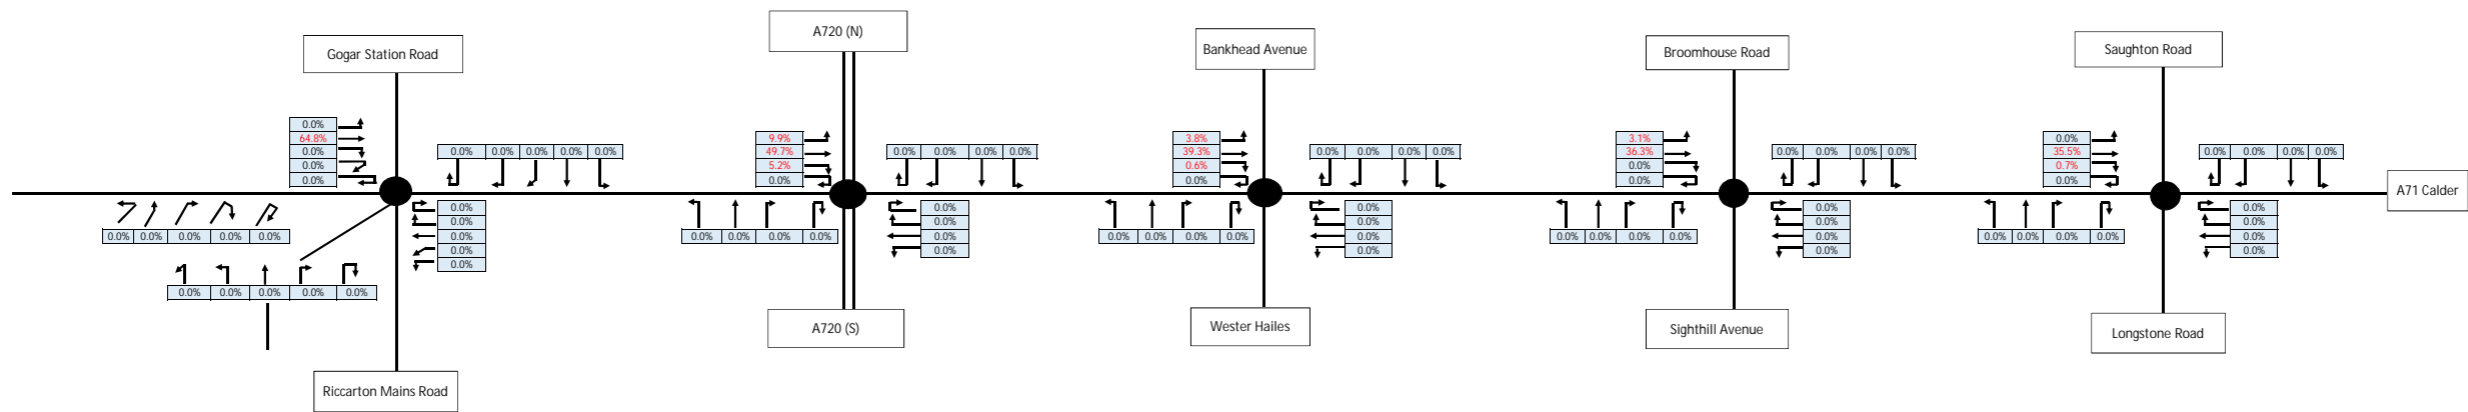 A720 (N)
Gogar Station Road
Bankhead Avenue
Broomhouse Road
Saughton Road
0.0%
64.8%
0.0%
0.0%
0.0%
0.0% 0.0% 0.0% 0.0% 0.0%
9.9%
49.7%
5.2%
0.0%
0.0% 0.0% 0.0% 0.0%
3.8%
39.3%
0.6%
0.0%
0.0% 0.0% 0.0% 0.0%
3.1%
36.3%
0.0%
0.0%
0.0% 0.0% 0.0% 0.0%
0.0%
35.5%
0.7%
0.0%
0.0% 0.0% 0.0% 0.0%
A71 Calder
0.0% 0.0% 0.0% 0.0% 0.0%
0.0%
0.0%
0.0%
0.0%
0.0%
0.0% 0.0% 0.0% 0.0%
0.0%
0.0%
0.0%
0.0%
0.0% 0.0% 0.0% 0.0%
0.0%
0.0%
0.0%
0.0%
0.0% 0.0% 0.0% 0.0%
0.0%
0.0%
0.0%
0.0%
0.0% 0.0% 0.0% 0.0%
0.0%
0.0%
0.0%
0.0%
0.0% 0.0% 0.0% 0.0% 0.0%
A720 (S)
Wester Hailes
Sighthill Avenue
Longstone Road
Riccarton Mains Road